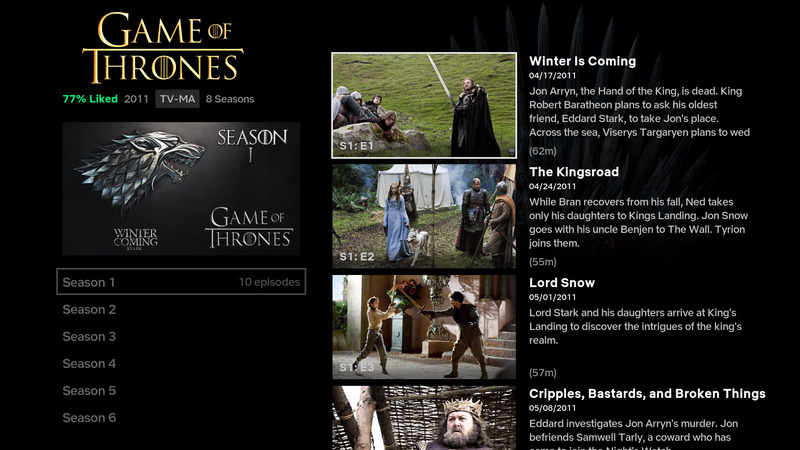 GAME OF
THRONES
77% Liked 2011 TV-MA 8 Seasons
SEASON
1
WINTER
IS
COMING
STARK
GAME OF
THRONES
Season 1 10 episodes
Season 2
Season 3
Season 4
Season 5
Season 6
S1: E1
Winter Is Coming
04/17/2011
Jon Arryn, the Hand of the King, is dead. King
Robert Baratheon plans to ask his oldest
friend, Eddard Stark, to take Jon's place.
Across the sea, Viserys Targaryen plans to wed
(62m)
S1: E2
The Kingsroad
04/24/2011
While Bran recovers from his fall, Ned takes
only his daughters to Kings Landing. Jon Snow
goes with his uncle Benjen to The Wall. Tyrion
joins them.
(55m)
S1: E3
Lord Snow
05/01/2011
Lord Stark and his daughters arrive at King's
Landing to discover the intrigues of the king's
realm.
(57m)
Cripples, Bastards, and Broken Things
05/08/2011
Eddard investigates Jon Arryn's murder. Jon
befriends Samwell Tarly, a coward who has
come to join the Night's Watch